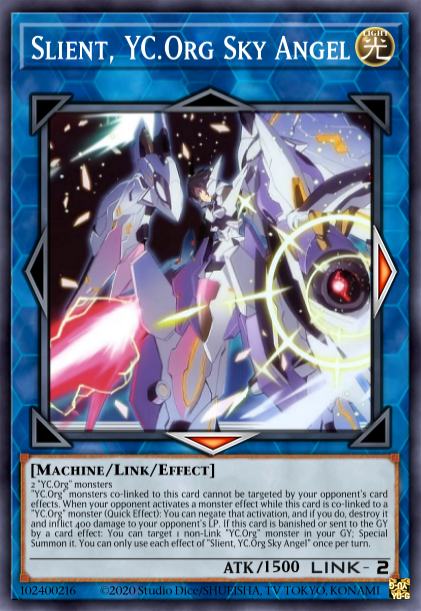 Slient, YC.Org Sky Angel
LIGHT
光
[Machine/Link/Effect]
2 "YC.Org" monsters
"YC.Org" monsters co-linked to this card cannot be targeted by your opponent's card
effects. When your opponent activates a monster effect while this card is co-linked to a
"YC.Org" monster (Quick Effect): You can negate that activation, and if you do, destroy it
and inflict 400 damage to your opponent's LP. If this card is banished or sent to the GY
by a card effect: You can target 1 non-Link "YC.Org" monster in your GY; Special
Summon it. You can only use each effect of "Slient, YC.Org Sky Angel" once per turn.
ATK/1500 LINK-2
102400216 ©2020 Studio Dice/SHUEISHA, TV TOKYO, KONAMI